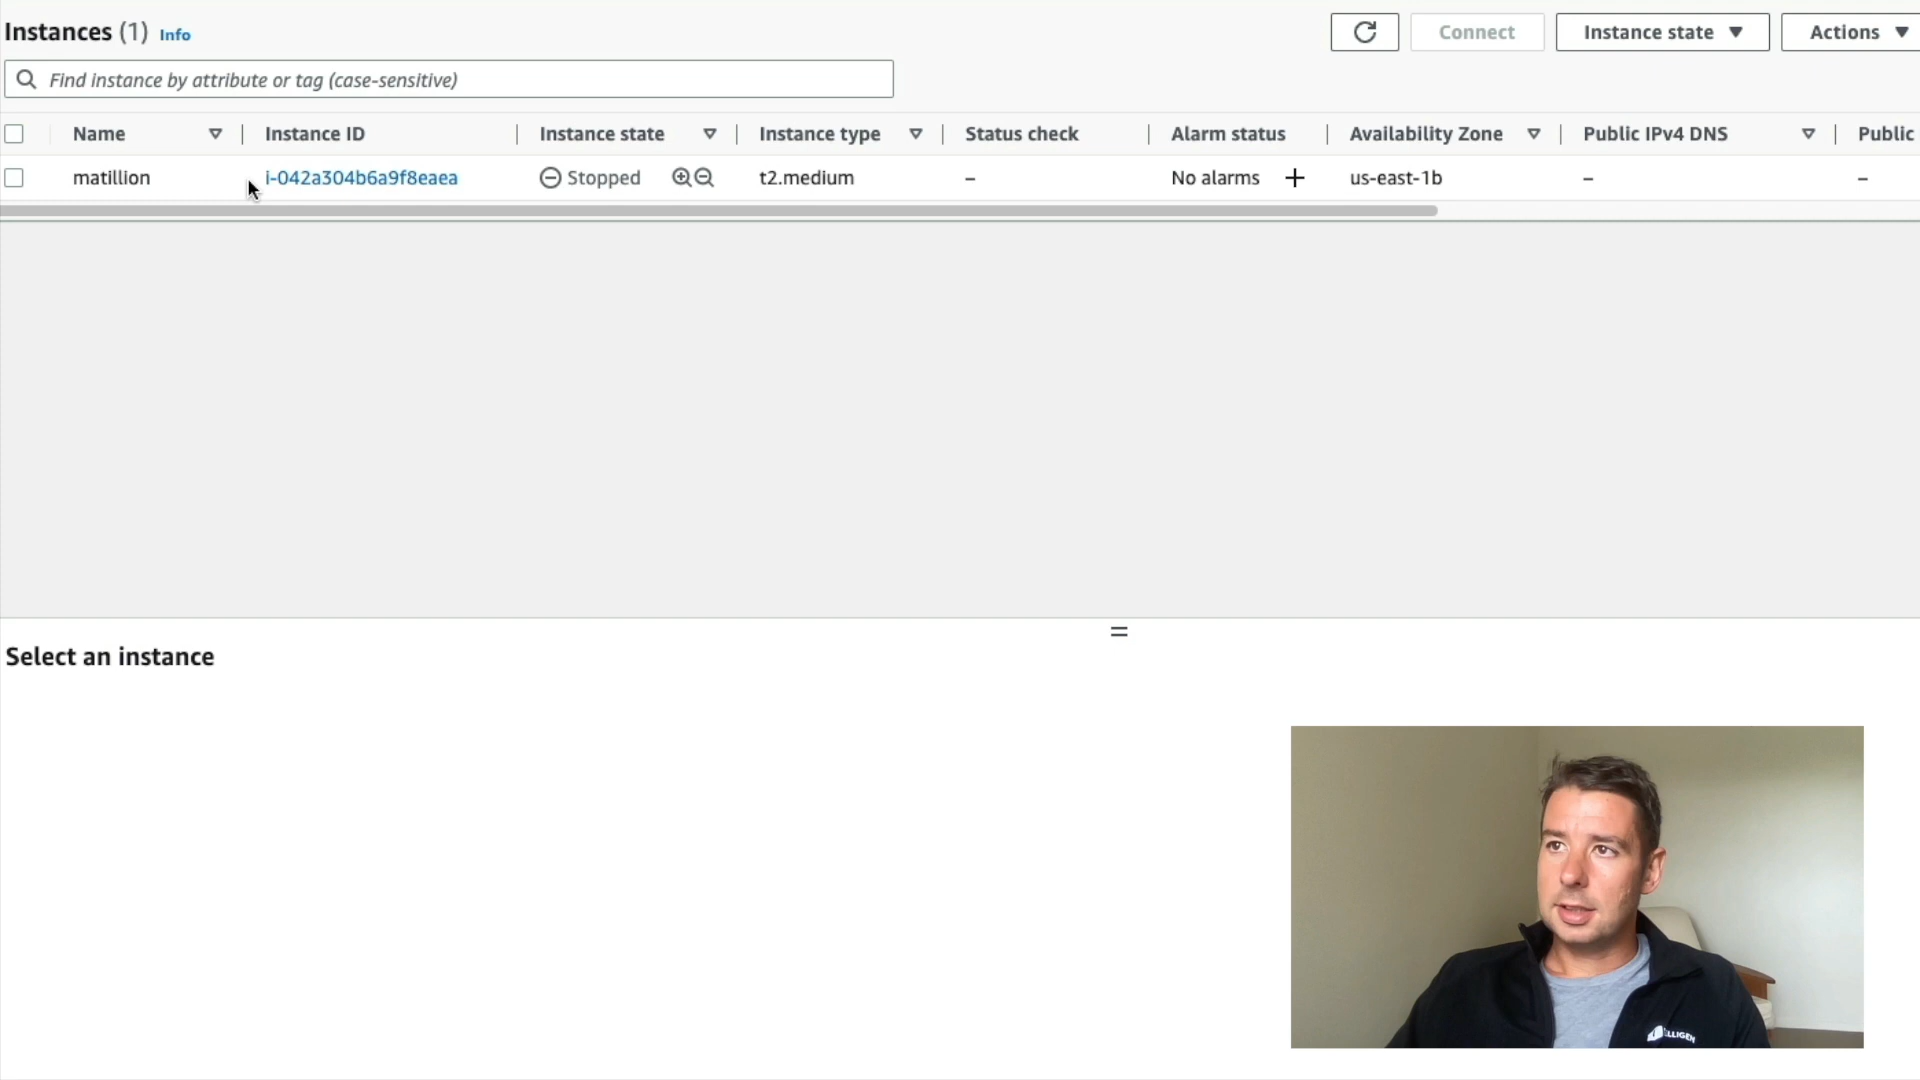 Instances (1) Info
Connect
Instance state
Actions
Find instance by attribute or tag (case-sensitive)
Name Instance ID Instance state Instance type Status check Alarm status Availability Zone Public IPv4 DNS Public
matillion i-042a304b6a9f8eaea Stopped t2.medium – No alarms + us-east-1b – –
Select an instance